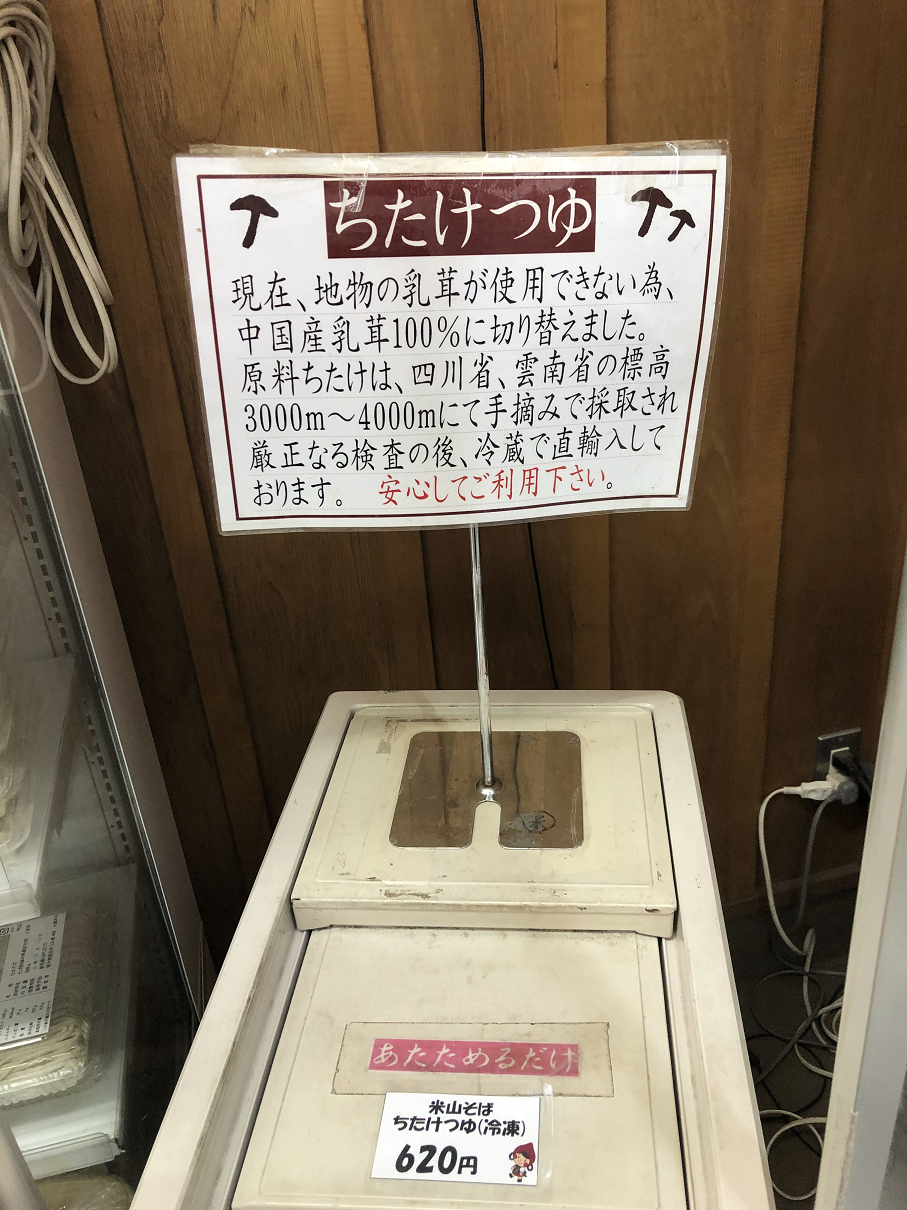 ちたけつゆ
現在、地物の乳茸が使用できない為、
中国産乳茸100%に切り替えました。
原料ちたけは、四川省、雲南省の標高
3000m～4000mにて手摘みで採取され
厳正なる検査の後、冷蔵で直輸入して
おります。 安心してご利用下さい。
あたためるだけ
米山そば
ちたけつゆ(冷凍)
620円